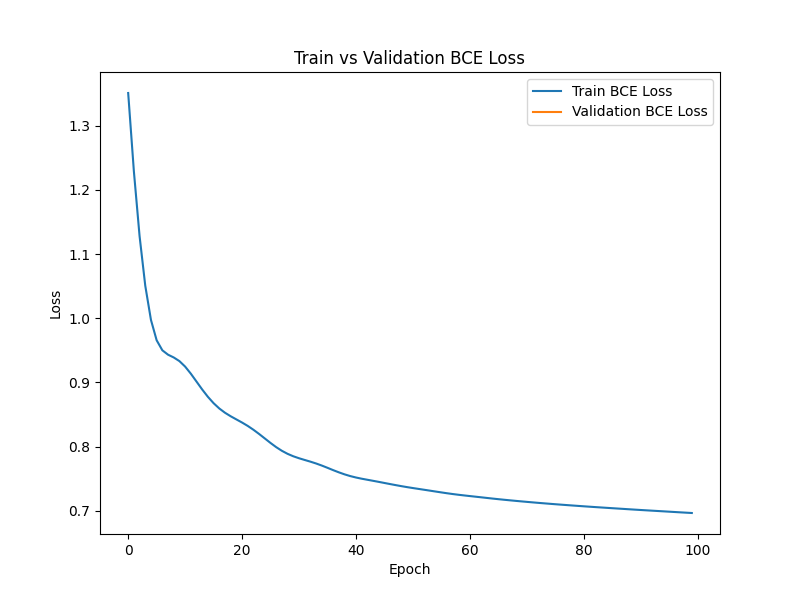 Train vs Validation BCE Loss
Train BCE Loss
Validation BCE Loss
1.3
1.2
1.1
1.0
0.9
0.8
0.7
Loss
0 20 40 60 80 100
Epoch